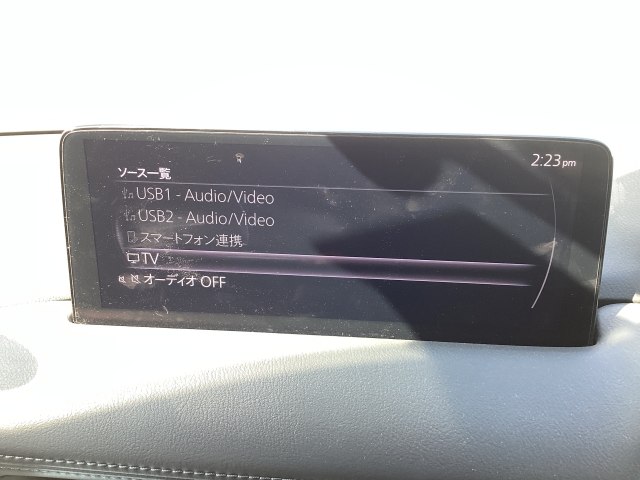 2:23pm
ソース一覧
USB1 - Audio/Video
USB2 - Audio/Video
スマートフォン連携
TV
オーディオ OFF